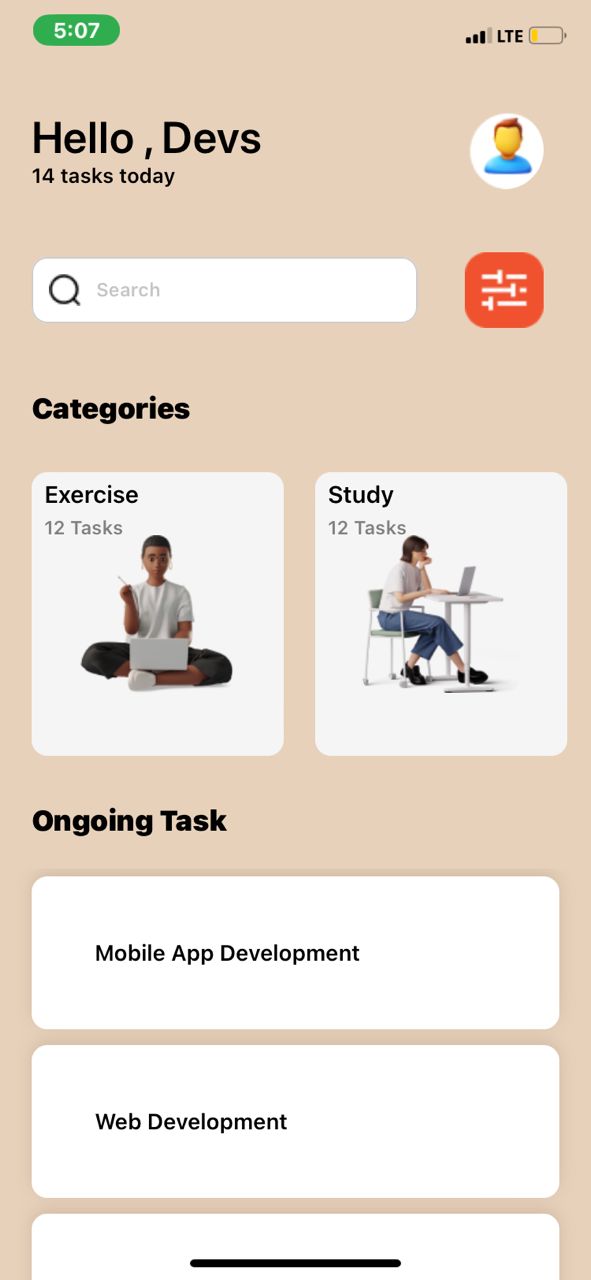 5:07
LTE
Hello , Devs
14 tasks today
Search
Categories
Exercise
12 Tasks
Study
12 Tasks
Ongoing Task
Mobile App Development
Web Development